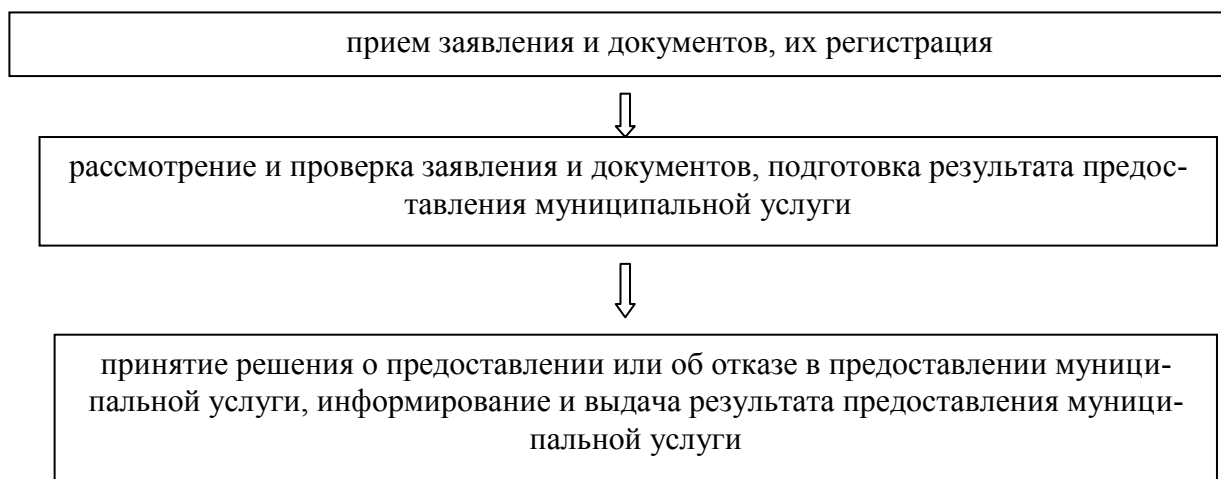 прием заявления и документов, их регистрация
рассмотрение и проверка заявления и документов, подготовка результата предос-
тавления муниципальной услуги
принятие решения о предоставлении или об отказе в предоставлении муници-
пальной услуги, информирование и выдача результата предоставления муници-
пальной услуги